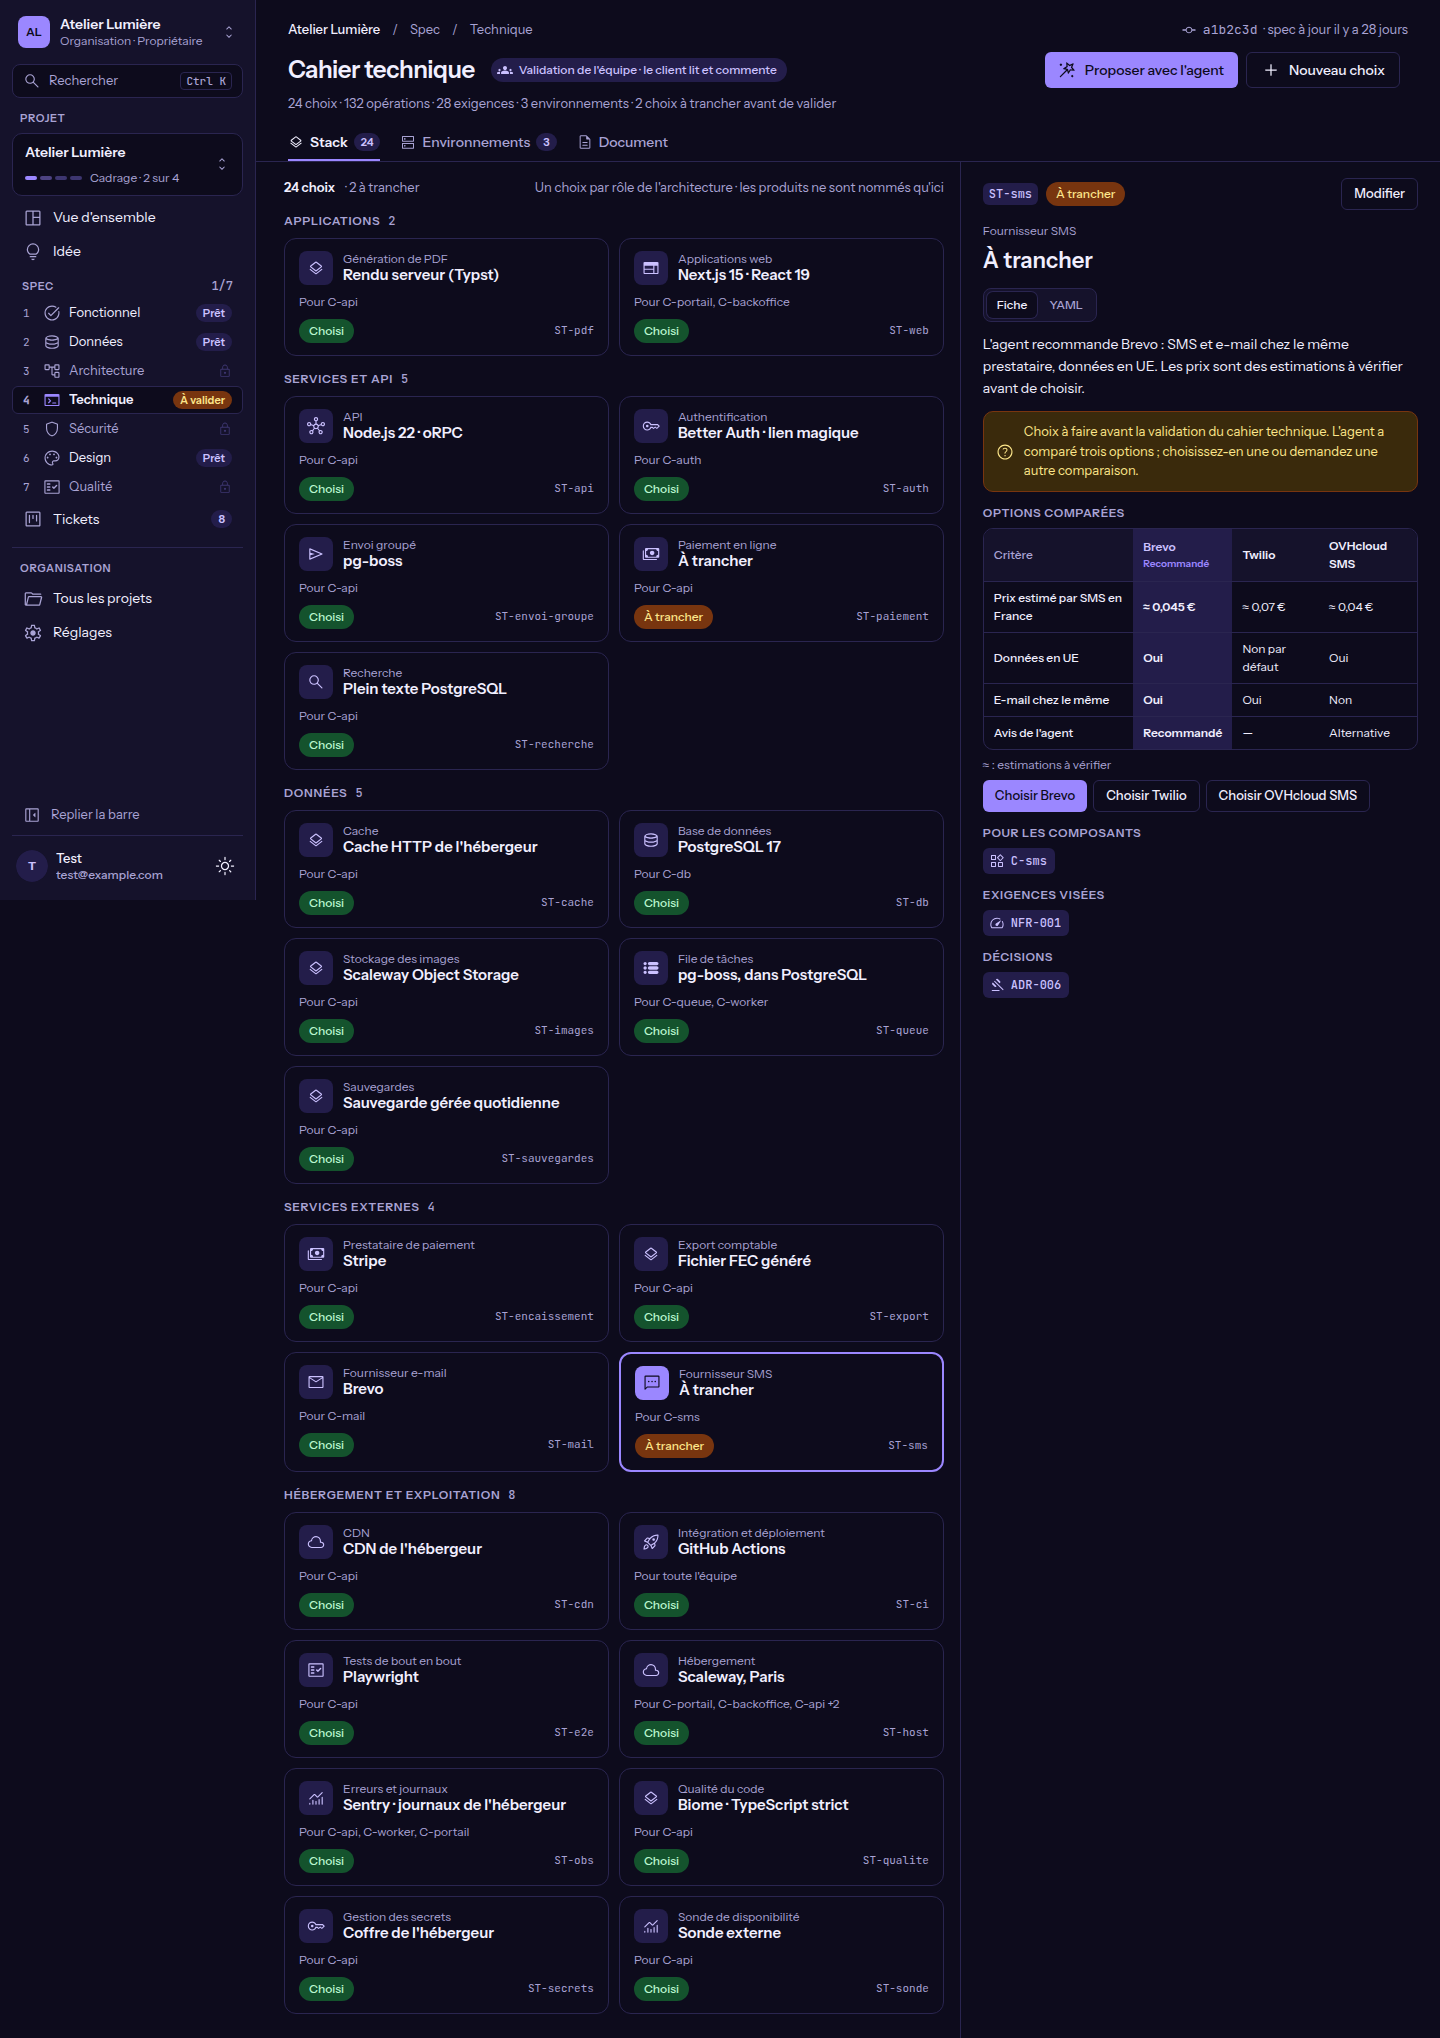 AL
Atelier Lumière
Organisation · Propriétaire
Rechercher
Ctrl K
PROJET
Atelier Lumière
Cadrage · 2 sur 4
Vue d'ensemble
Idée
SPEC 1/7
1 Fonctionnel Prêt
2 Données Prêt
3 Architecture
4 Technique À valider
5 Sécurité
6 Design Prêt
7 Qualité
Tickets 8
ORGANISATION
Tous les projets
Réglages
Replier la barre
T
Test
test@example.com
Atelier Lumière / Spec / Technique
a1b2c3d · spec à jour il y a 28 jours
Cahier technique
Validation de l'équipe · le client lit et commente
Proposer avec l'agent
Nouveau choix
24 choix · 132 opérations · 28 exigences · 3 environnements · 2 choix à trancher avant de valider
Stack 24
Environnements 3
Document
24 choix · 2 à trancher
Un choix par rôle de l'architecture · les produits ne sont nommés qu'ici
APPLICATIONS 2
Génération de PDF
Rendu serveur (Typst)
Pour C-api
Choisi
ST-pdf
Applications web
Next.js 15 · React 19
Pour C-portail, C-backoffice
Choisi
ST-web
SERVICES ET API 5
API
Node.js 22 · oRPC
Pour C-api
Choisi
ST-api
Authentification
Better Auth · lien magique
Pour C-auth
Choisi
ST-auth
Envoi groupé
pg-boss
Pour C-api
Choisi
ST-envoi-groupe
Paiement en ligne
À trancher
Pour C-api
À trancher
ST-paiement
Recherche
Plein texte PostgreSQL
Pour C-api
Choisi
ST-recherche
DONNÉES 5
Cache
Cache HTTP de l'hébergeur
Pour C-api
Choisi
ST-cache
Base de données
PostgreSQL 17
Pour C-db
Choisi
ST-db
Stockage des images
Scaleway Object Storage
Pour C-api
Choisi
ST-images
File de tâches
pg-boss, dans PostgreSQL
Pour C-queue, C-worker
Choisi
ST-queue
Sauvegardes
Sauvegarde gérée quotidienne
Pour C-api
Choisi
ST-sauvegardes
SERVICES EXTERNES 4
Prestataire de paiement
Stripe
Pour C-api
Choisi
ST-encaissement
Export comptable
Fichier FEC généré
Pour C-api
Choisi
ST-export
Fournisseur e-mail
Brevo
Pour C-mail
Choisi
ST-mail
Fournisseur SMS
À trancher
Pour C-sms
À trancher
ST-sms
HÉBERGEMENT ET EXPLOITATION 8
CDN
CDN de l'hébergeur
Pour C-api
Choisi
ST-cdn
Intégration et déploiement
GitHub Actions
Pour toute l'équipe
Choisi
ST-ci
Tests de bout en bout
Playwright
Pour C-api
Choisi
ST-e2e
Hébergement
Scaleway, Paris
Pour C-portail, C-backoffice, C-api +2
Choisi
ST-host
Erreurs et journaux
Sentry · journaux de l'hébergeur
Pour C-api, C-worker, C-portail
Choisi
ST-obs
Qualité du code
Biome · TypeScript strict
Pour C-api
Choisi
ST-qualite
Gestion des secrets
Coffre de l'hébergeur
Pour C-api
Choisi
ST-secrets
Sonde de disponibilité
Sonde externe
Pour C-api
Choisi
ST-sonde
ST-sms
À trancher
Modifier
Fournisseur SMS
À trancher
Fiche
YAML
L'agent recommande Brevo : SMS et e-mail chez le même
prestataire, données en UE. Les prix sont des estimations à vérifier
avant de choisir.
Choix à faire avant la validation du cahier technique. L'agent a
comparé trois options ; choisissez-en une ou demandez une
autre comparaison.
OPTIONS COMPARÉES
Critère
Brevo
Recommandé
Twilio
OVHcloud
SMS
Prix estimé par SMS en
France
≈ 0,045 €
≈ 0,07 €
≈ 0,04 €
Données en UE
Oui
Non par
défaut
Oui
E-mail chez le même
Oui
Oui
Non
Avis de l'agent
Recommandé
—
Alternative
≈ : estimations à vérifier
Choisir Brevo
Choisir Twilio
Choisir OVHcloud SMS
POUR LES COMPOSANTS
C-sms
EXIGENCES VISÉES
NFR-001
DÉCISIONS
ADR-006